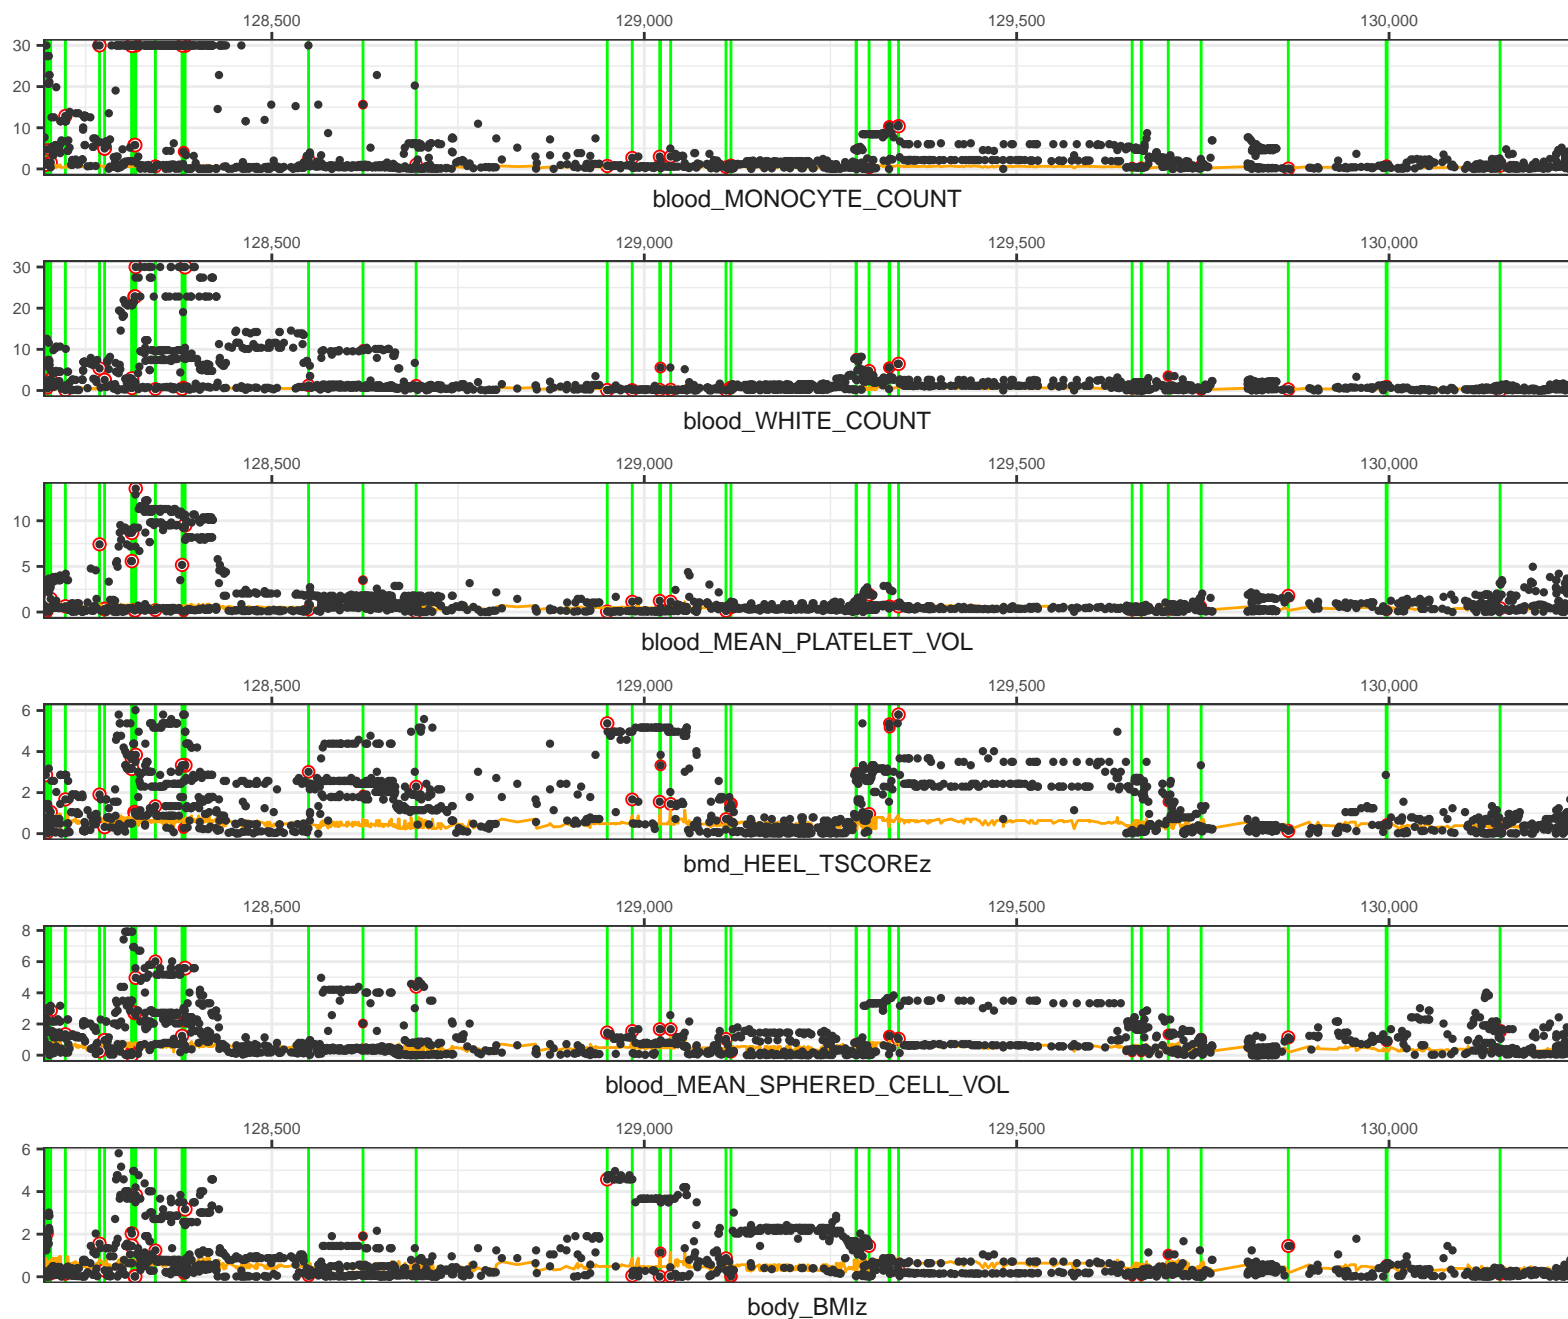 128,500 129,000 129,500 130,000
30
20
10
0
blood_MONOCYTE_COUNT
128,500 129,000 129,500 130,000
30
20
10
0
blood_WHITE_COUNT
128,500 129,000 129,500 130,000
10
5
0
blood_MEAN_PLATELET_VOL
128,500 129,000 129,500 130,000
6
4
2
0
bmd_HEEL_TSCOREz
128,500 129,000 129,500 130,000
8
6
4
2
0
blood_MEAN_SPHERED_CELL_VOL
128,500 129,000 129,500 130,000
6
4
2
0
body_BMIz